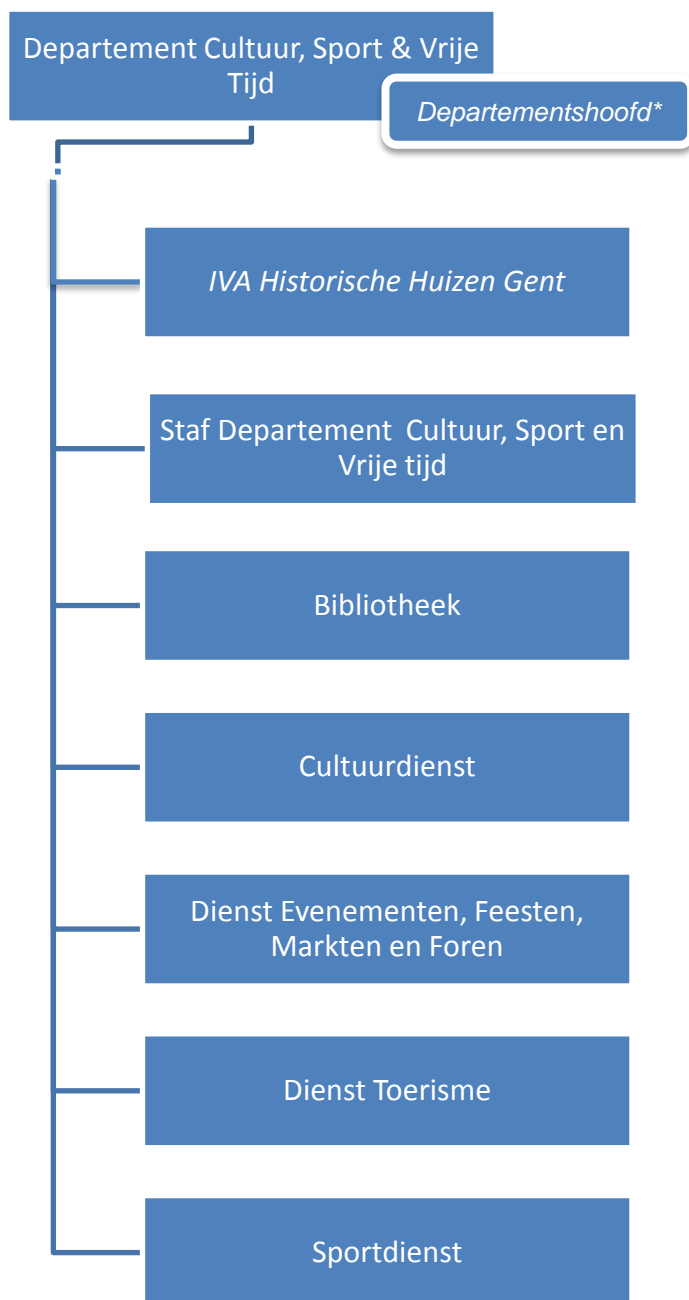 Departement Cultuur, Sport & Vrije
Tijd
Departementshoofd*
IVA Historische Huizen Gent
Staf Departement Cultuur, Sport en
Vrije tijd
Bibliotheek
Cultuurdienst
Dienst Evenementen, Feesten,
Markten en Foren
Dienst Toerisme
Sportdienst